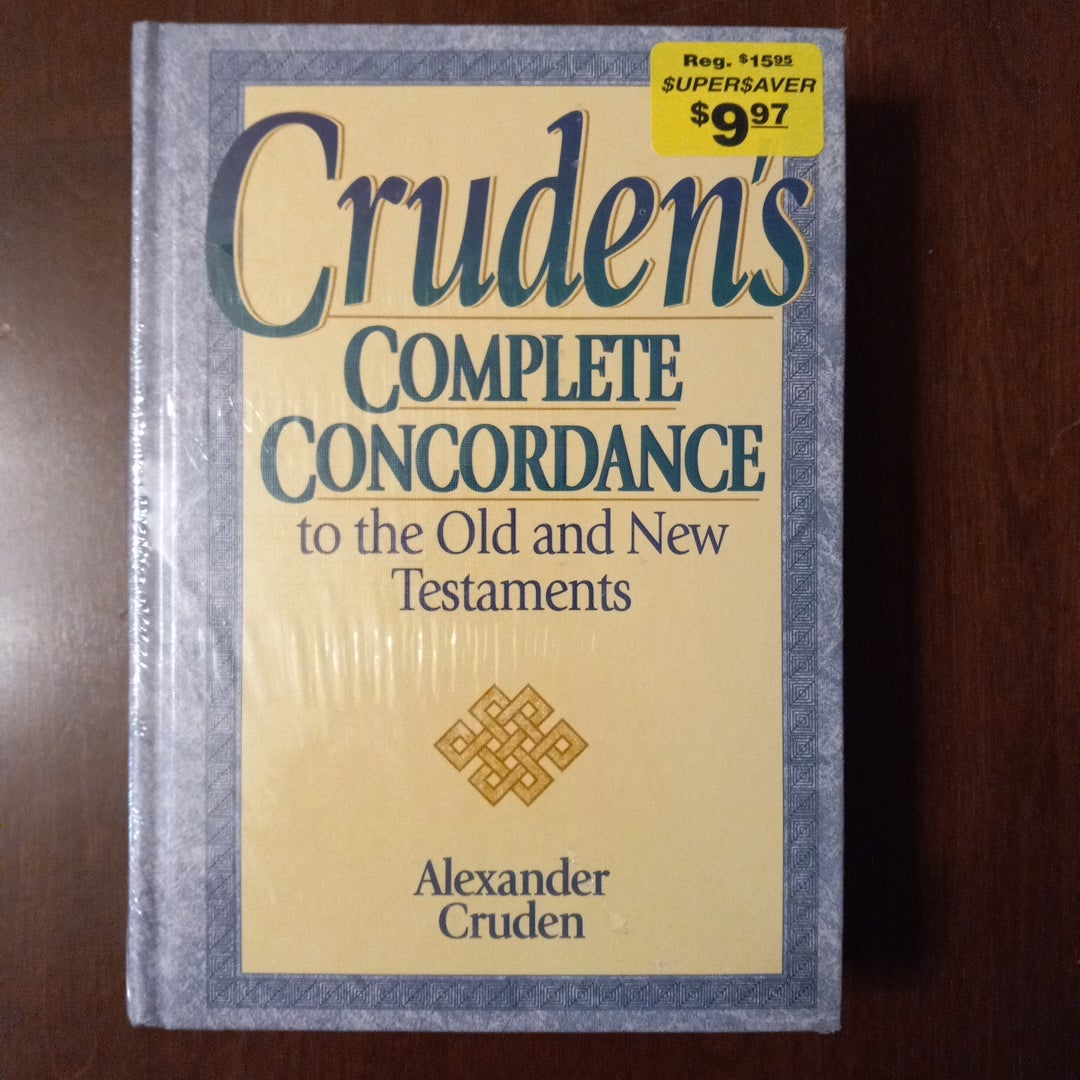 Reg. $15.95
$UPER$AVER
$9.97
Cruden's
COMPLETE
CONCORDANCE
to the Old and New
Testaments
Alexander
Cruden